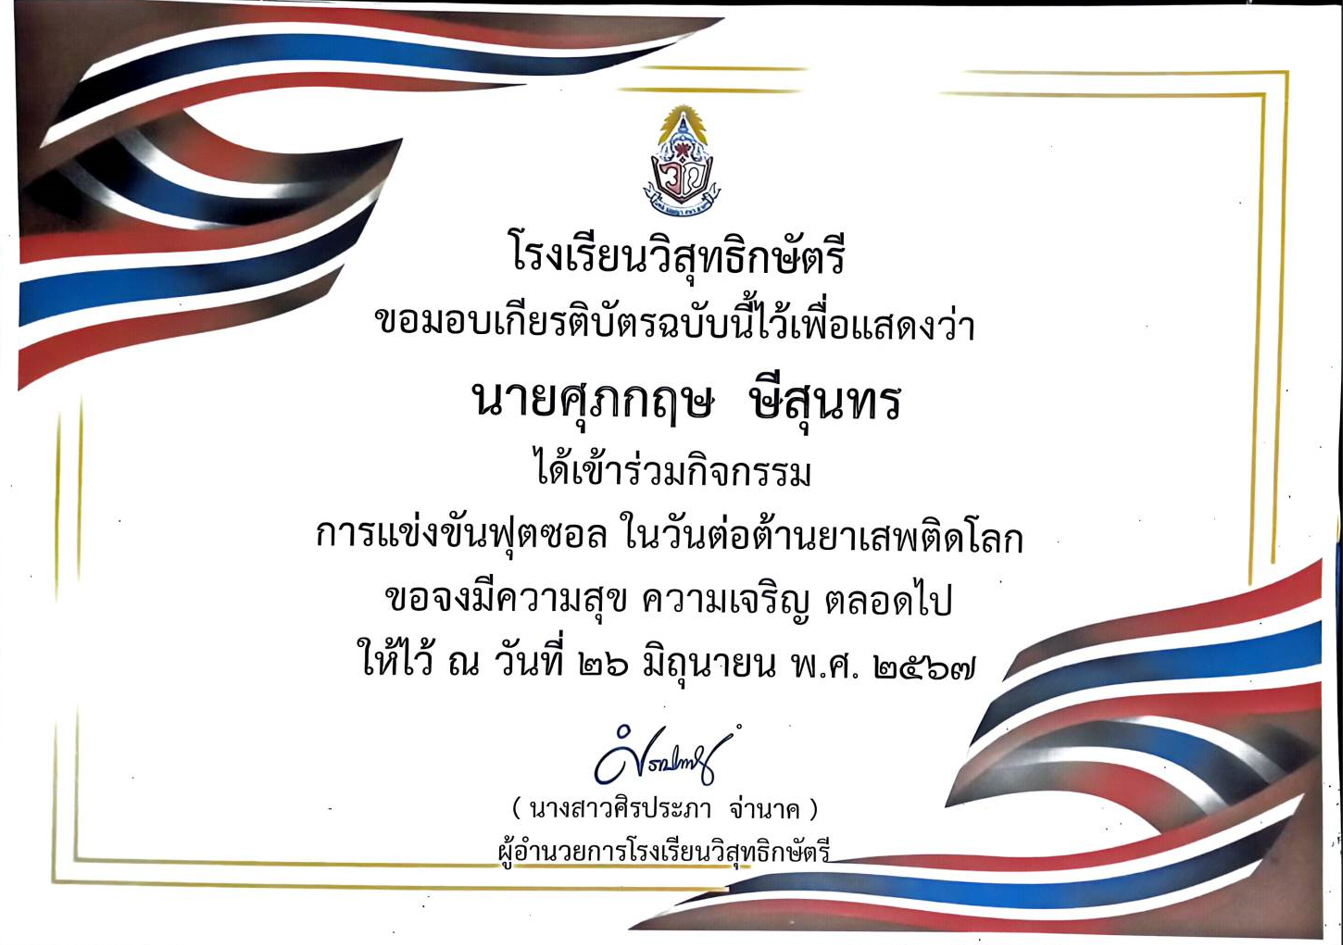 โรงเรียนวิสุทธิกษัตรี
ขอมอบเกียรติบัตรฉบับนี้ไว้เพื่อแสดงว่า
นายศุภกฤษ ษีสุนทร
ได้เข้าร่วมกิจกรรม
การแข่งขันฟุตซอล ในวันต่อต้านยาเสพติดโลก
ขอจงมีความสุข ความเจริญ ตลอดไป
ให้ไว้ ณ วันที่ ๒๖ มิถุนายน พ.ศ. ๒๕๖๗
( นางสาวศิรประภา จ่านาค )
ผู้อำนวยการโรงเรียนวิสุทธิกษัตรี